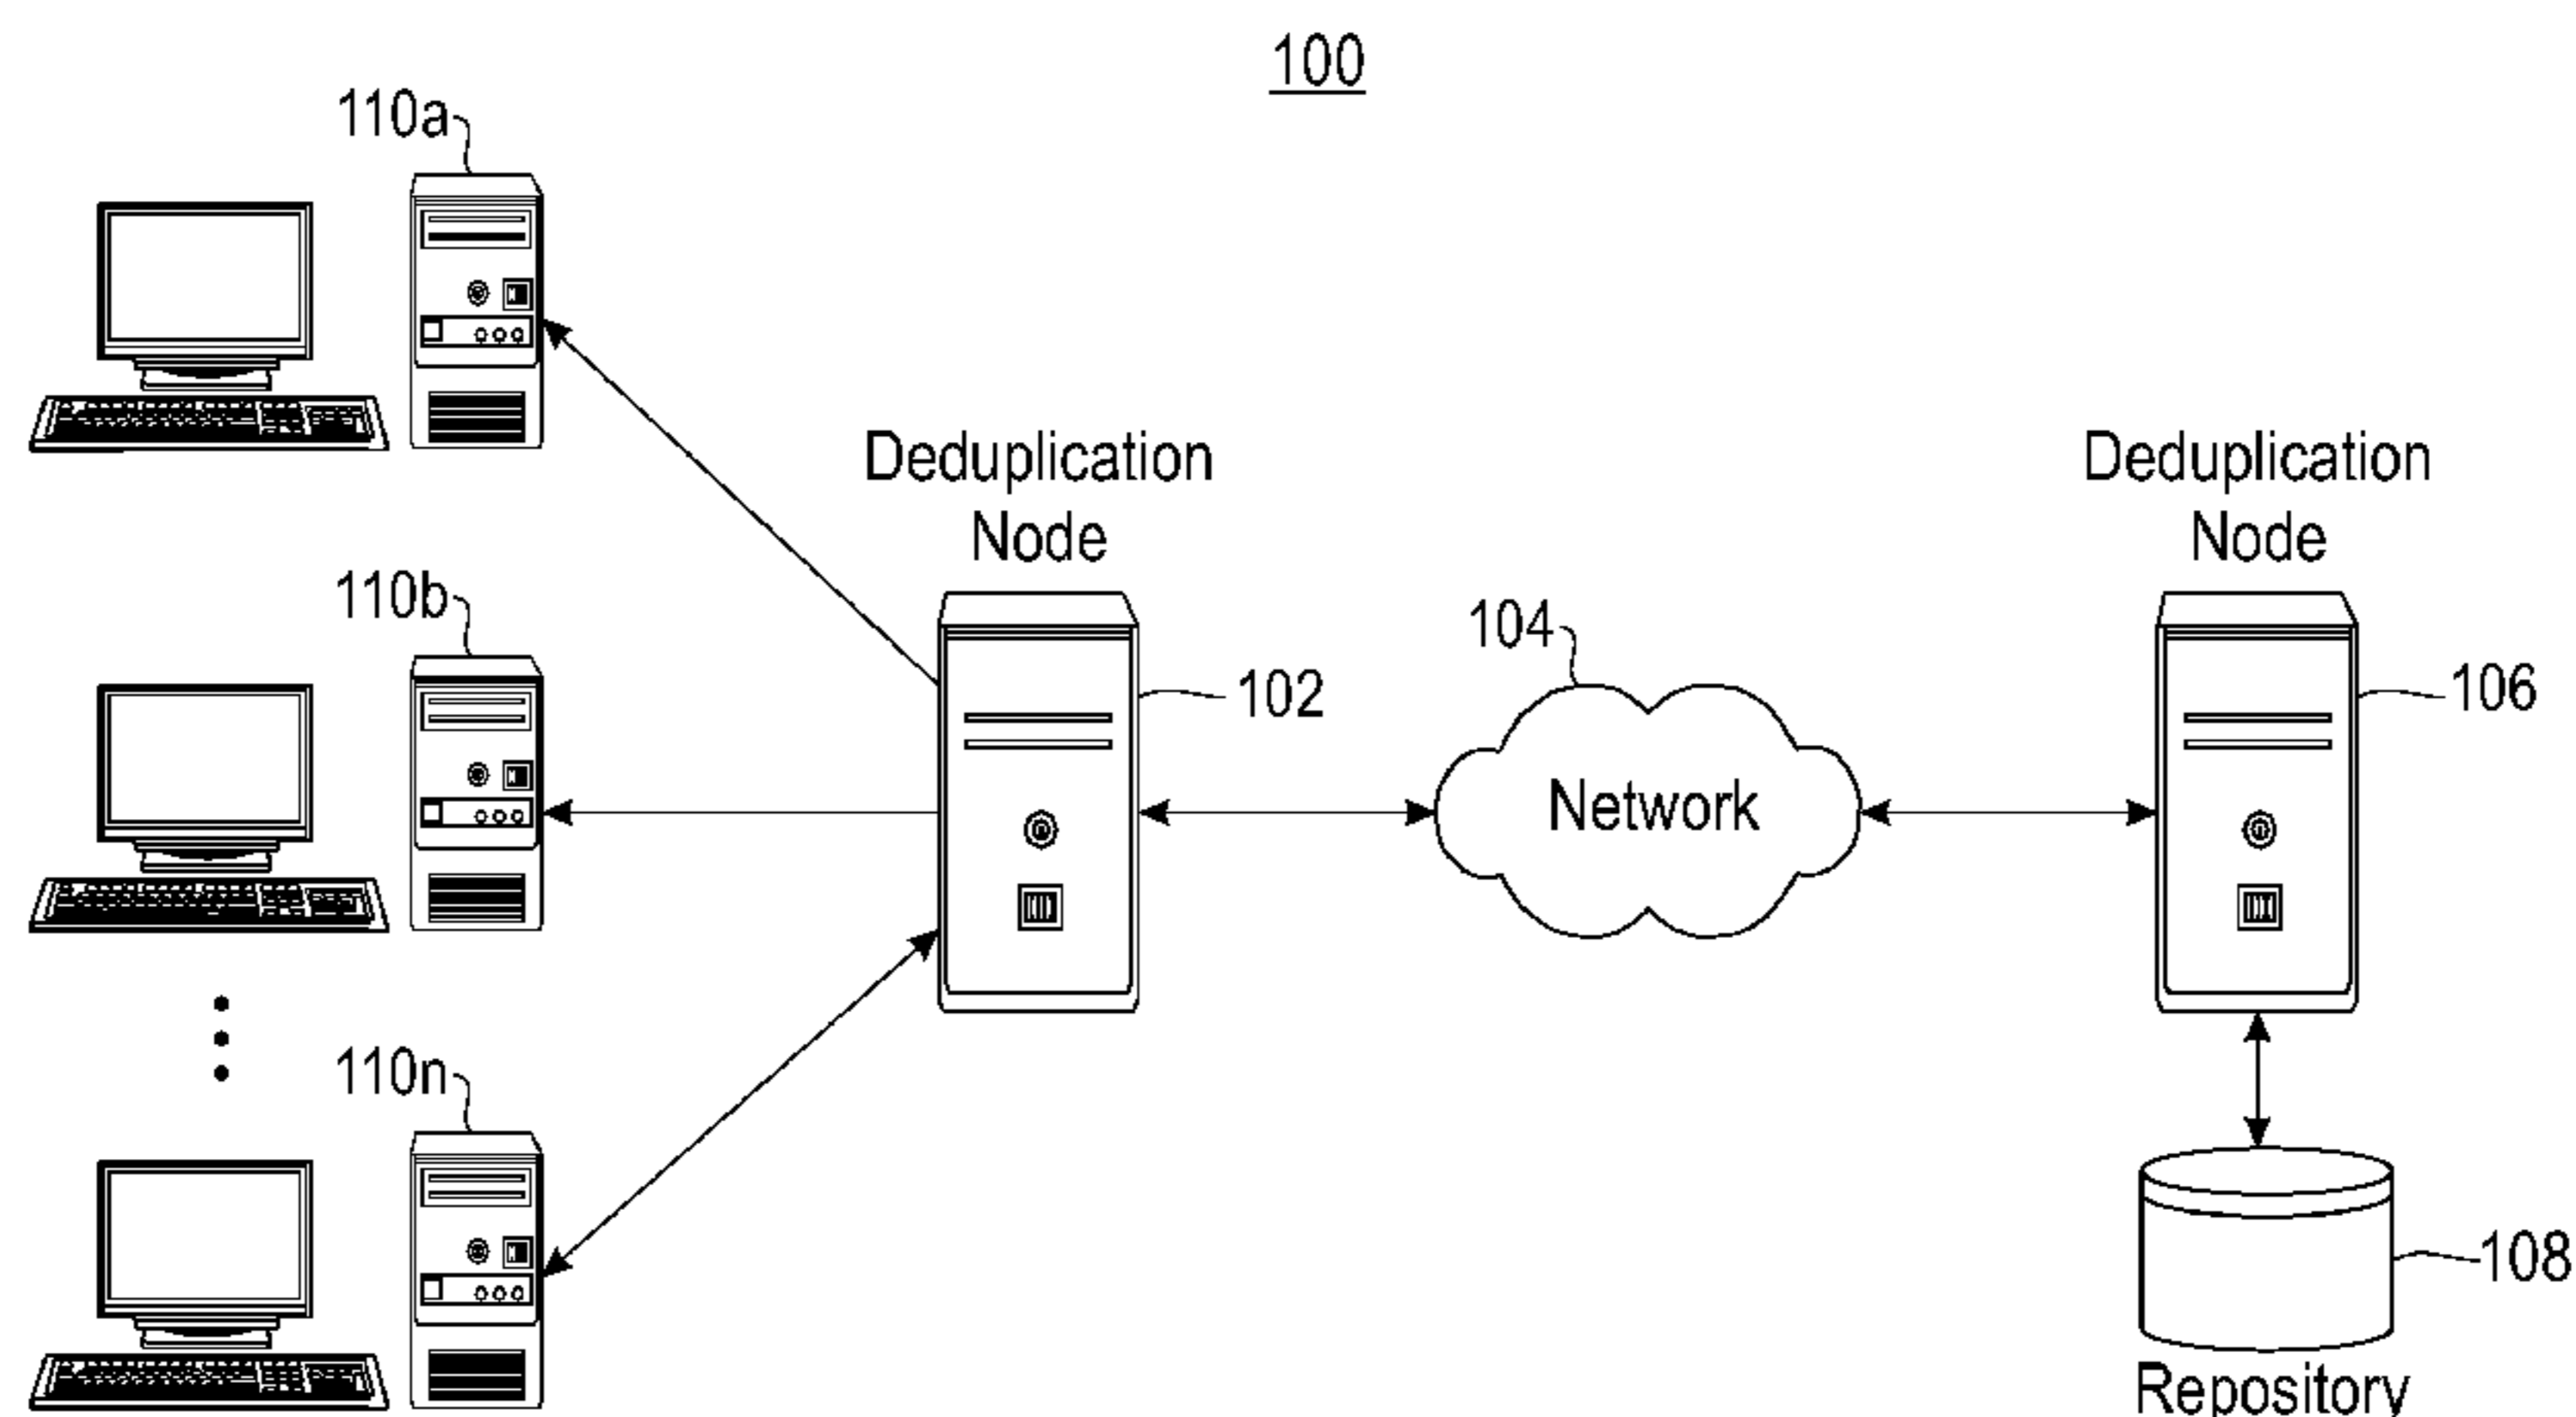 100
110a
Deduplication
Node
Deduplication
Node
110b
104
102
106
Network
110n
108
Repository